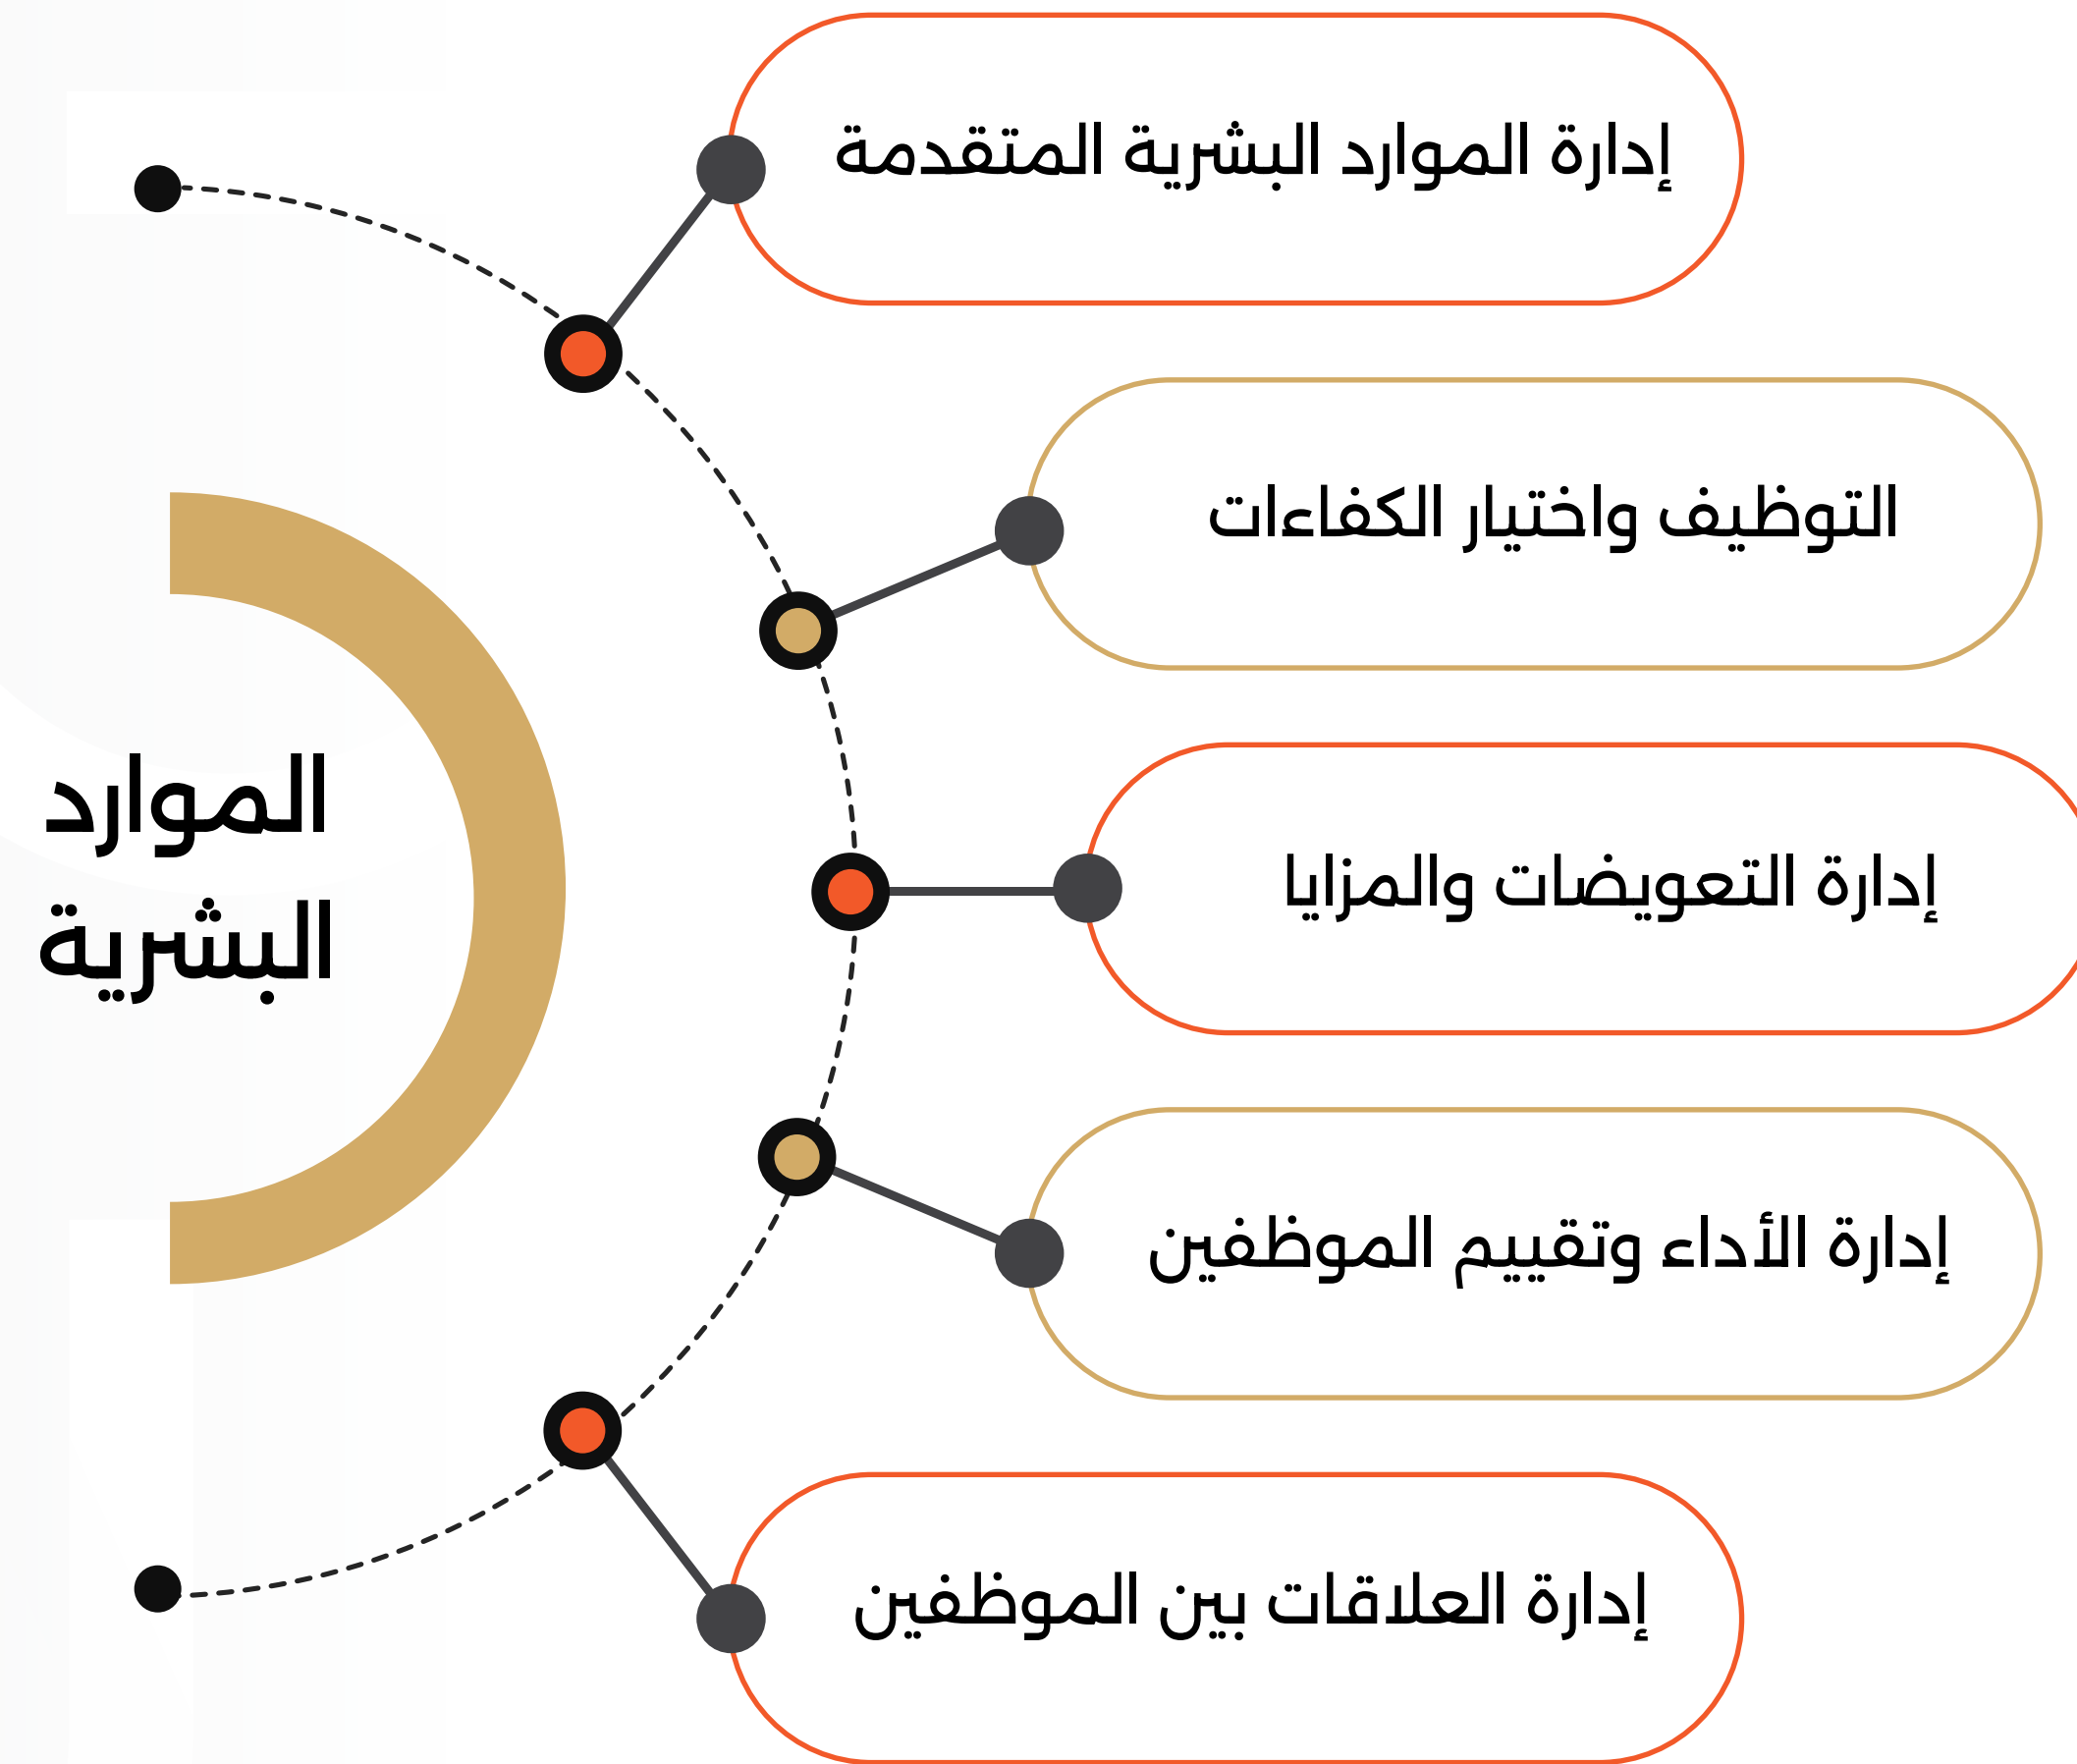 إدارة الموارد البشرية المتقدمة
التوظيف واختيار الكفاءات
الموارد
البشرية
إدارة التعويضات والمزايا
إدارة الأداء وتقييم الموظفين
إدارة العلاقات بين الموظفين